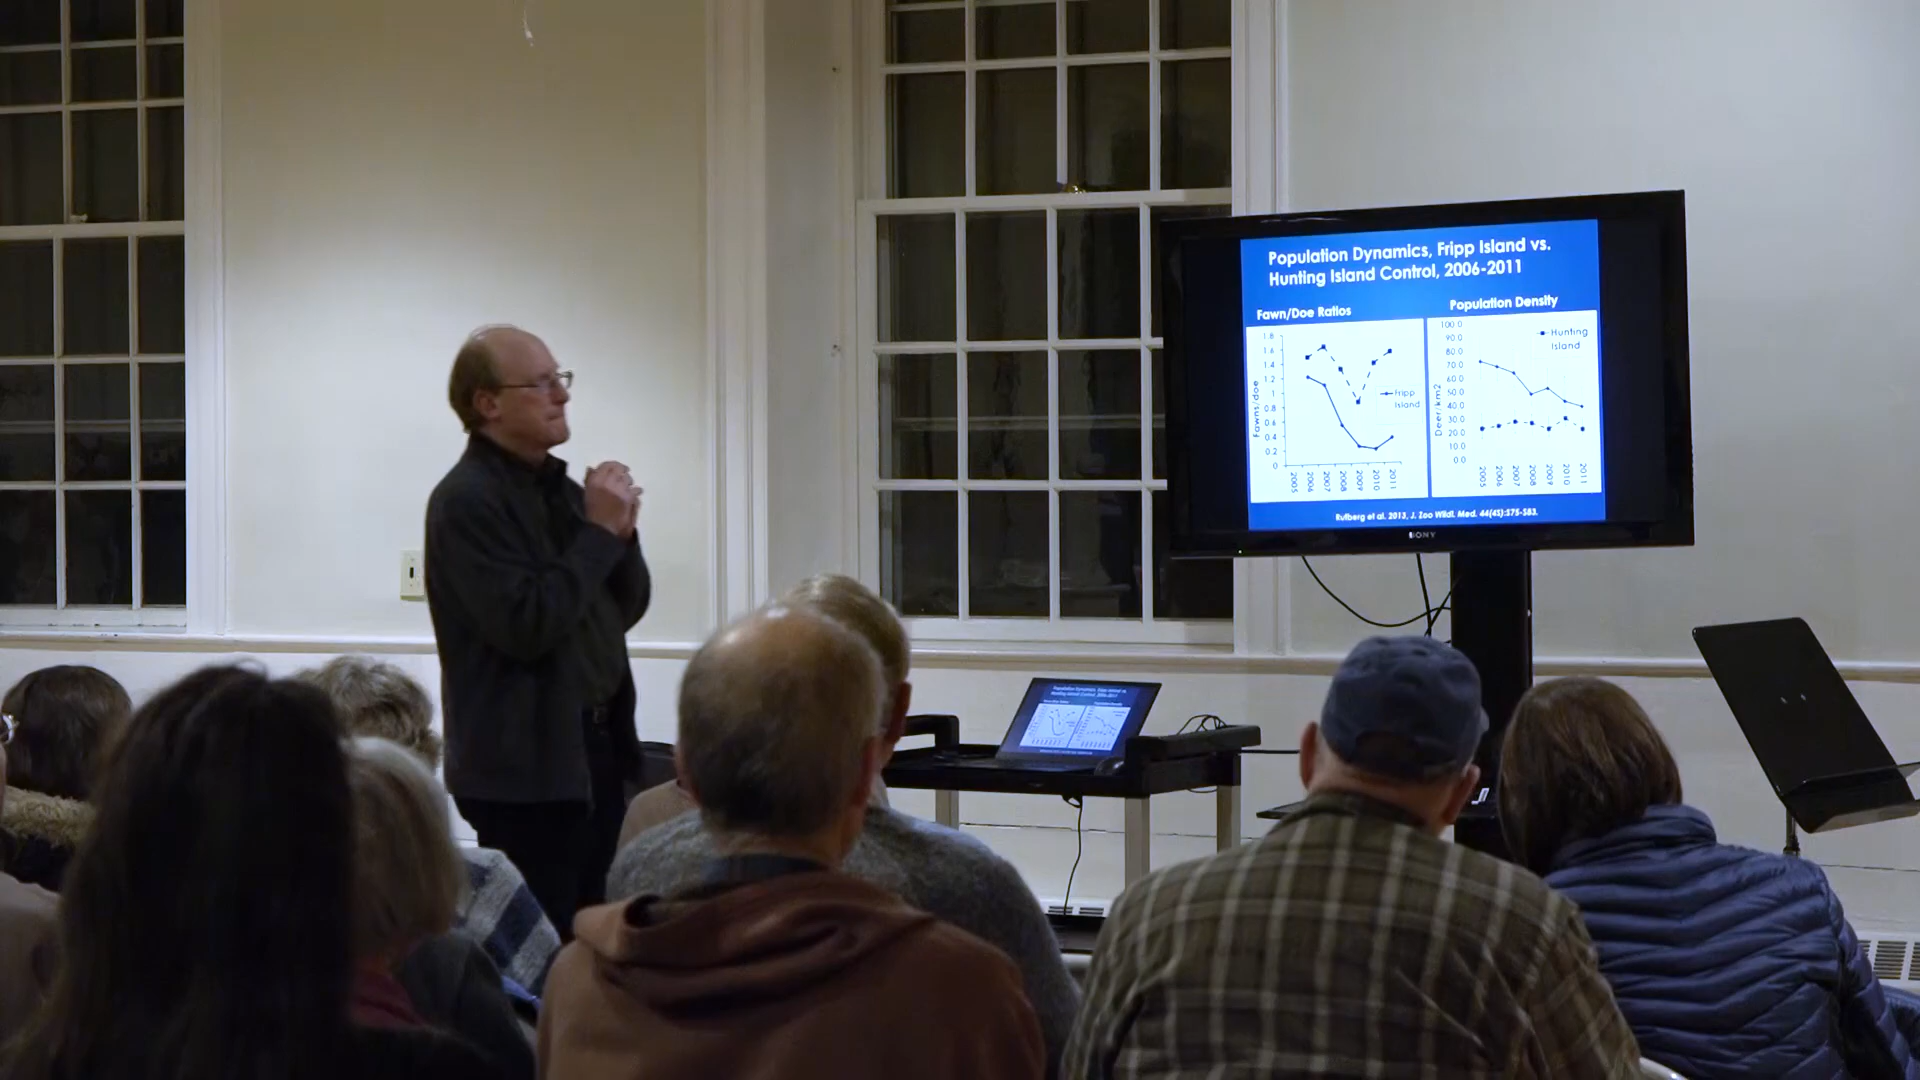 Population Dynamics, Fripp Island vs.
Hunting Island Control, 2006-2011
Fawn/Doe Ratios
1.8
1.6
1.4
1.2
1
0.8
0.6
0.4
0.2
0
Fawns/doe
Fripp
Island
2005
2006
2007
2008
2009
2010
2011
Population Density
100.0
90.0
80.0
70.0
60.0
50.0
40.0
30.0
20.0
10.0
0.0
Deer/km2
Hunting
Island
2005
2006
2007
2008
2009
2010
2011
Rutberg et al. 2013, J. Zoo Wildl. Med. 44(4S):S75-S83.
SONY